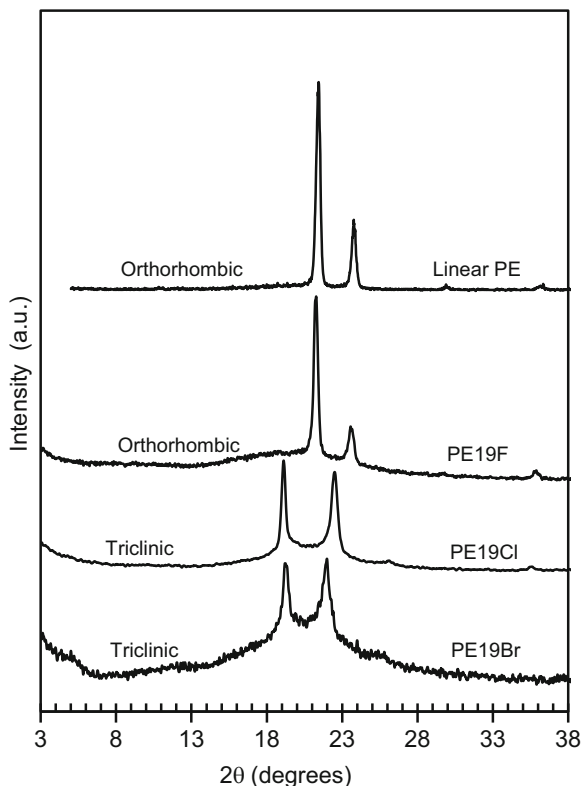 Orthorhombic
Linear PE
Orthorhombic
PE19F
Triclinic
PE19Cl
Triclinic
PE19Br
Intensity (a.u.)
3 8 13 18 23 28 33 38
2θ (degrees)